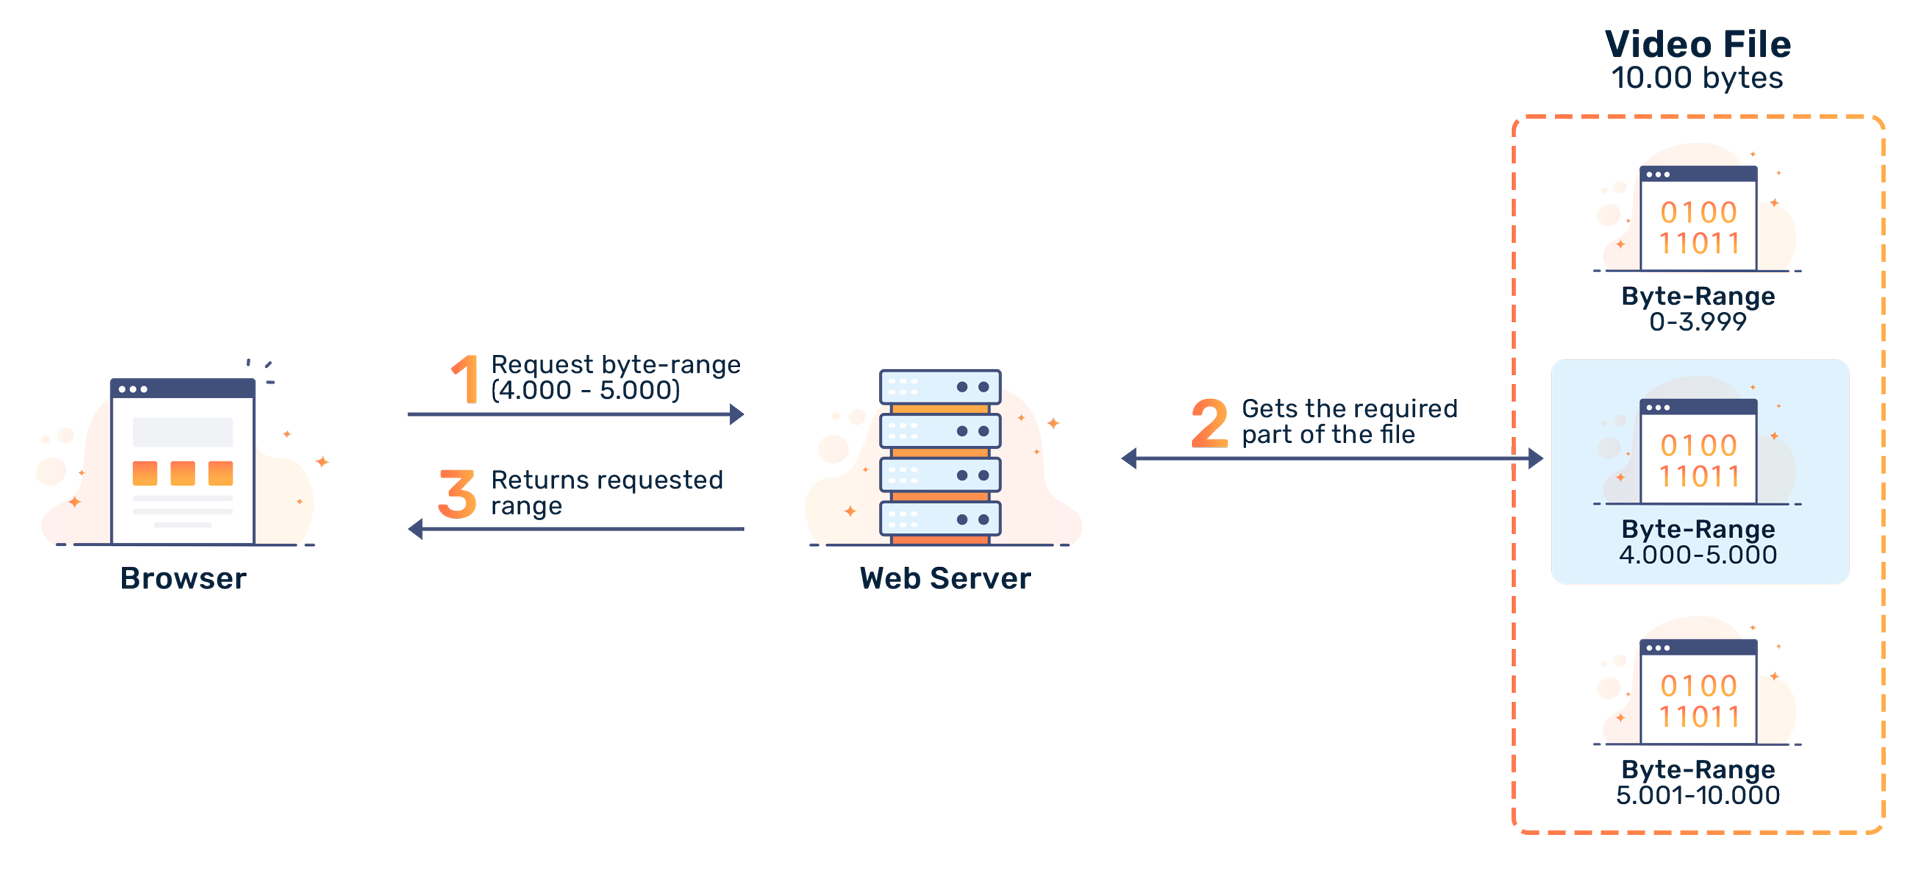 Video File
10.00 bytes
0100
11011
Byte-Range
0-3.999
1 Request byte-range
(4.000 - 5.000)
3 Returns requested
range
Browser
Web Server
2 Gets the required
part of the file
0100
11011
Byte-Range
4.000-5.000
0100
11011
Byte-Range
5.001-10.000